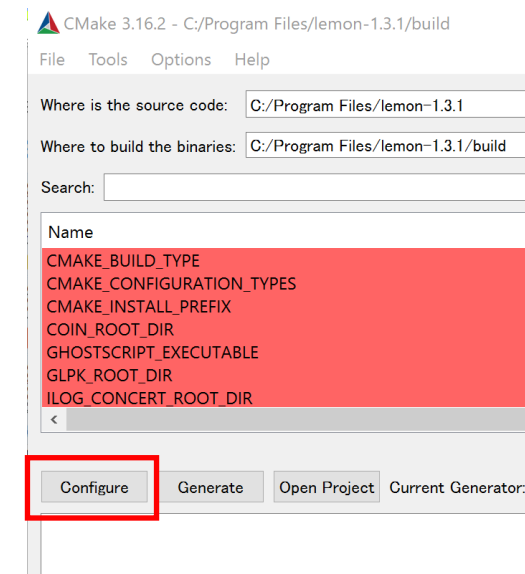 CMake 3.16.2 - C:/Program Files/lemon-1.3.1/build
File Tools Options Help
Where is the source code: C:/Program Files/lemon-1.3.1
Where to build the binaries: C:/Program Files/lemon-1.3.1/build
Search:
Name
CMAKE_BUILD_TYPE
CMAKE_CONFIGURATION_TYPES
CMAKE_INSTALL_PREFIX
COIN_ROOT_DIR
GHOSTSCRIPT_EXECUTABLE
GLPK_ROOT_DIR
ILOG_CONCERT_ROOT_DIR
Configure Generate Open Project Current Generator: